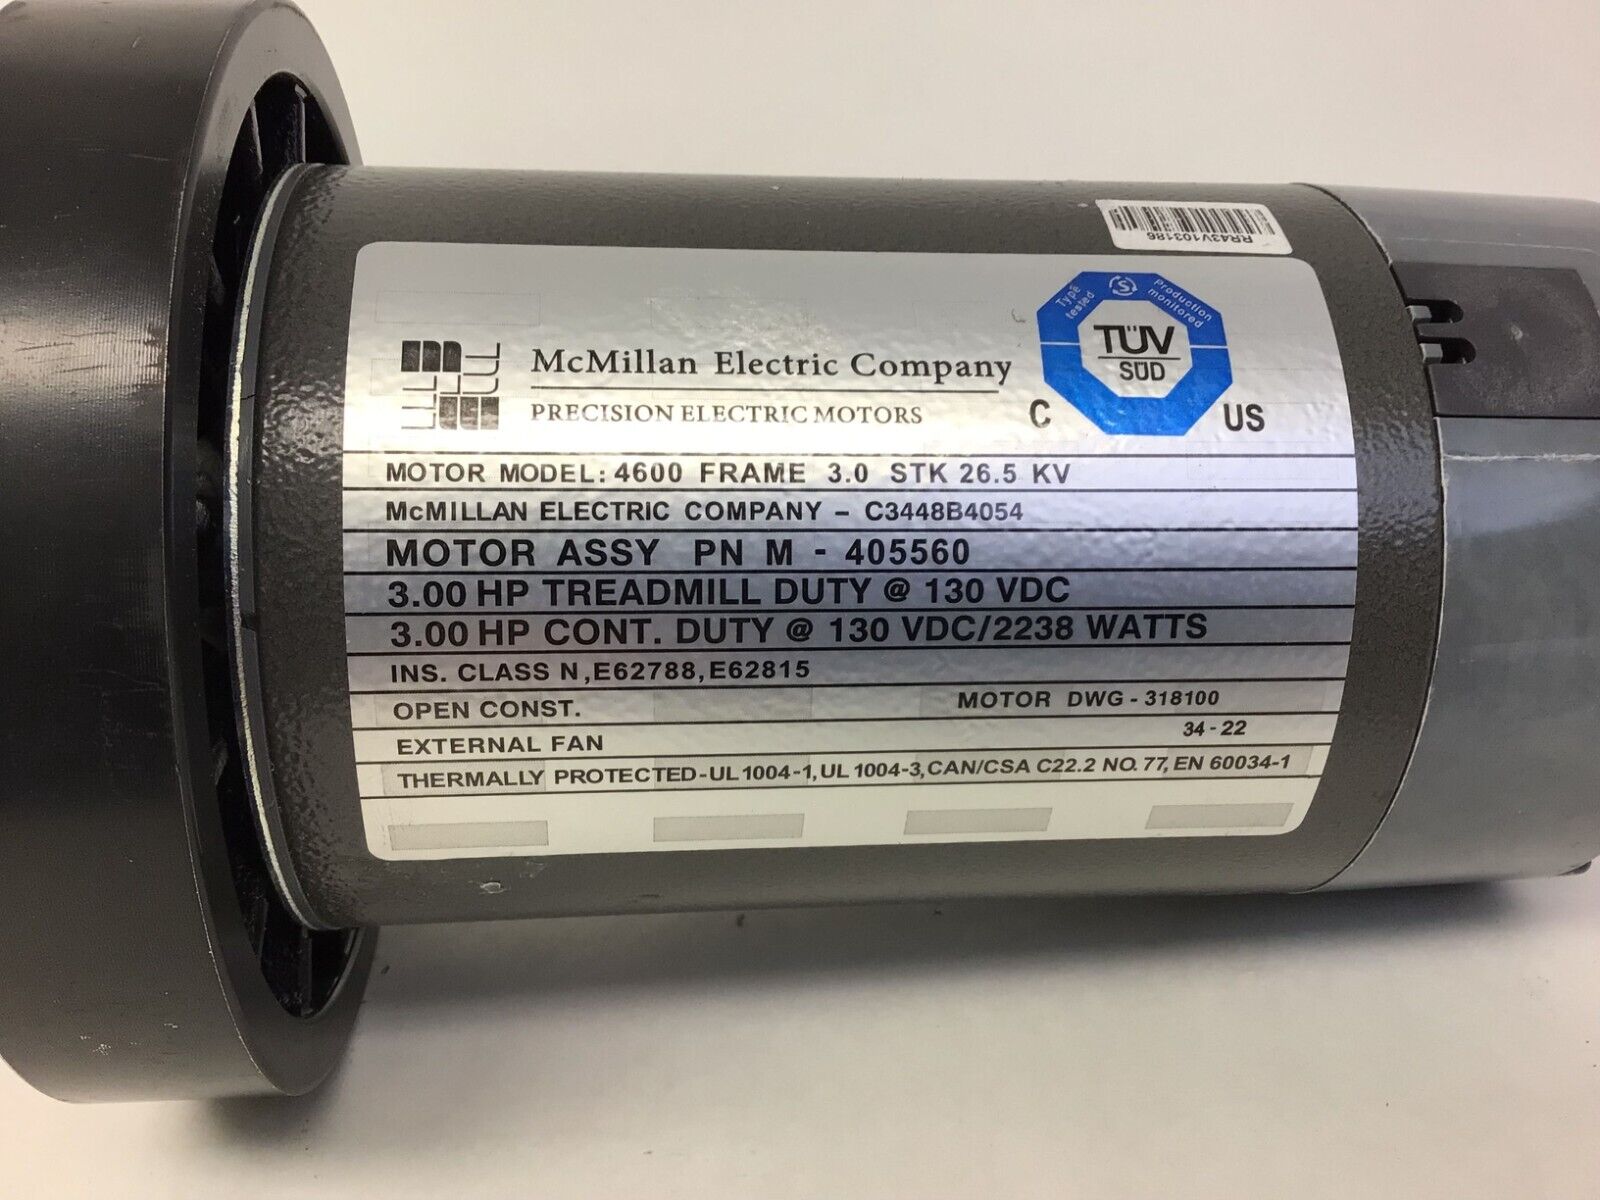 RR43V103186
Type tested
Production monitored
S
TÜV
SÜD
C US
McMillan Electric Company
PRECISION ELECTRIC MOTORS
MOTOR MODEL: 4600 FRAME 3.0 STK 26.5 KV
McMILLAN ELECTRIC COMPANY - C3448B4054
MOTOR ASSY PN M - 405560
3.00 HP TREADMILL DUTY @ 130 VDC
3.00 HP CONT. DUTY @ 130 VDC/2238 WATTS
INS. CLASS N,E62788,E62815
OPEN CONST. MOTOR DWG - 318100
EXTERNAL FAN 34 - 22
THERMALLY PROTECTED-UL 1004-1, UL 1004-3, CAN/CSA C22.2 NO. 77, EN 60034-1